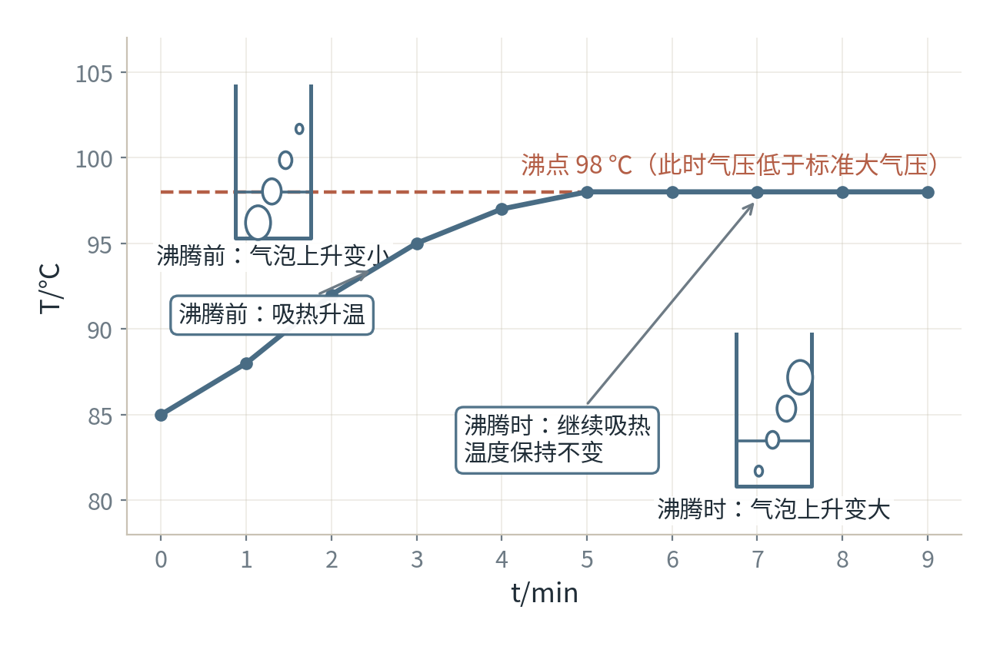 105
100
95
90
85
80
T/°C
沸点 98 ℃（此时气压低于标准大气压）
沸腾前：气泡上升变小
沸腾前：吸热升温
沸腾时：继续吸热
温度保持不变
沸腾时：气泡上升变大
0 1 2 3 4 5 6 7 8 9
t/min